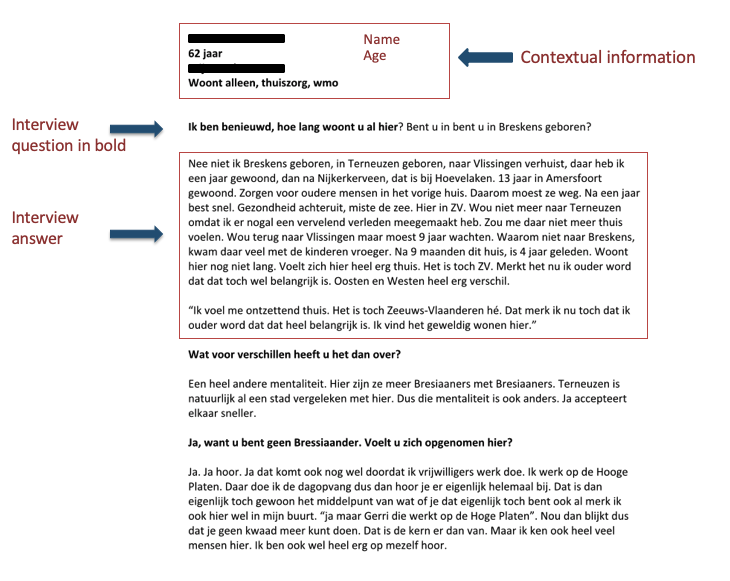 Name
62 jaar
Age
Contextual information
Woont alleen, thuiszorg, wmo
Interview
question in bold
Ik ben benieuwd, hoe lang woont u al hier? Bent u in bent u in Breskens geboren?
Interview
answer
Nee niet ik Breskens geboren, in Terneuzen geboren, naar Vlissingen verhuist, daar heb ik
een jaar gewoond, dan na Nijkerkerveen, dat is bij Hoevelaken. 13 jaar in Amersfoort
gewoond. Zorgen voor oudere mensen in het vorige huis. Daarom moest ze weg. Na een jaar
best snel. Gezondheid achteruit, miste de zee. Hier in ZV. Wou niet meer naar Terneuzen
omdat ik er nogal een vervelend verleden meegemaakt heb. Zou me daar niet meer thuis
voelen. Wou terug naar Vlissingen maar moest 9 jaar wachten. Waarom niet naar Breskens,
kwam daar veel met de kinderen vroeger. Na 9 maanden dit huis, is 4 jaar geleden. Woont
hier nog niet lang. Voelt zich hier heel erg thuis. Het is toch ZV. Merkt het nu ik ouder word
dat dat toch wel belangrijk is. Oosten en Westen heel erg verschil.
“Ik voel me ontzettend thuis. Het is toch Zeeuws-Vlaanderen hé. Dat merk ik nu toch dat ik
ouder word dat dat heel belangrijk is. Ik vind het geweldig wonen hier.”
Wat voor verschillen heeft u het dan over?
Een heel andere mentaliteit. Hier zijn ze meer Bresiaaners met Bresiaaners. Terneuzen is
natuurlijk al een stad vergeleken met hier. Dus die mentaliteit is ook anders. Ja accepteert
elkaar sneller.
Ja, want u bent geen Bressiaander. Voelt u zich opgenomen hier?
Ja. Ja hoor. Ja dat komt ook nog wel doordat ik vrijwilligers werk doe. Ik werk op de Hooge
Platen. Daar doe ik de dagopvang dus dan hoor je er eigenlijk helemaal bij. Dat is dan
eigenlijk toch gewoon het middelpunt van wat of je dat eigenlijk toch bent ook al merk ik
ook hier wel in mijn buurt. “ja maar Gerri die werkt op de Hoge Platen”. Nou dan blijkt dus
dat je geen kwaad meer kunt doen. Dat is de kern er dan van. Maar ik ken ook heel veel
mensen hier. Ik ben ook wel heel erg op mezelf hoor.